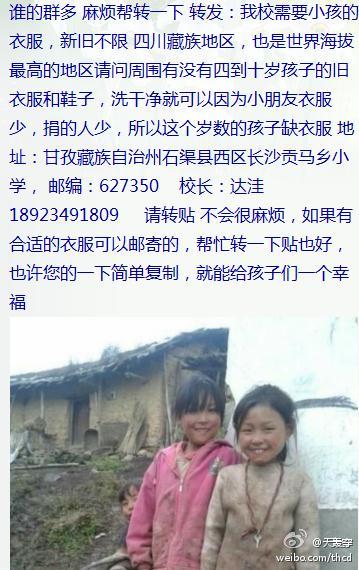 谁的群多 麻烦帮转一下 转发：我校需要小孩的
衣服，新旧不限 四川藏族地区，也是世界海拔
最高的地区请问周围有没有四到十岁孩子的旧
衣服和鞋子，洗干净就可以因为小朋友衣服
少，捐的人少，所以这个岁数的孩子缺衣服 地
址：甘孜藏族自治州石渠县西区长沙贡马乡小
学， 邮编：627350 校长：达洼
18923491809 请转贴 不会很麻烦，如果有
合适的衣服可以邮寄的，帮忙转一下贴也好，
也许您的一下简单复制，就能给孩子们一个幸
福
weibo.com/thcd